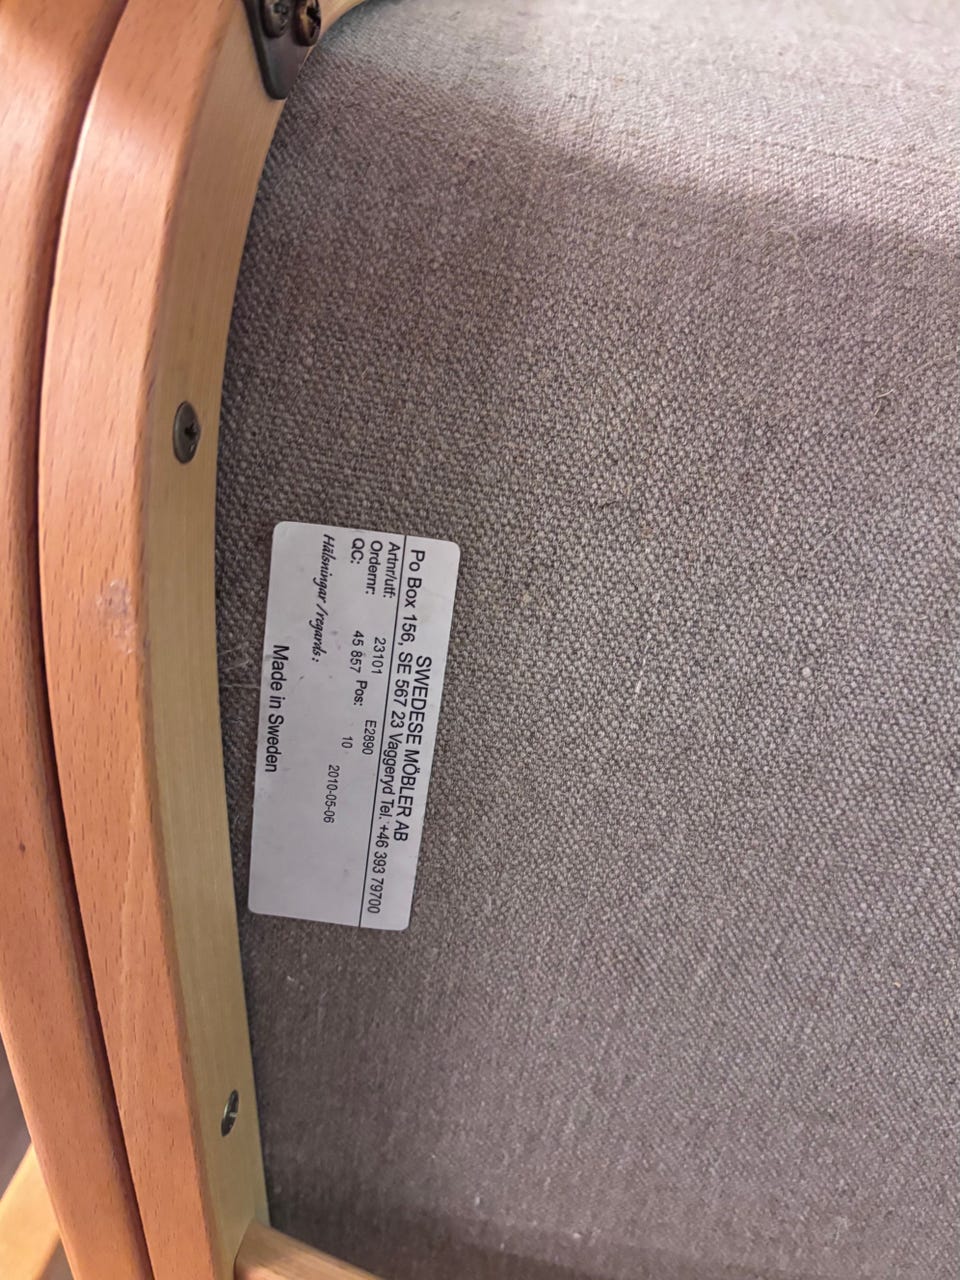 SWEDESE MÖBLER AB
Po Box 156, SE 567 23 Vaggeryd Tel. +46 393 79700
Artnr/utf: 23101 E2890
Ordernr: 45 857 Pos: 10
QC: 2010-05-06
Hälsningar /regards:
Made in Sweden